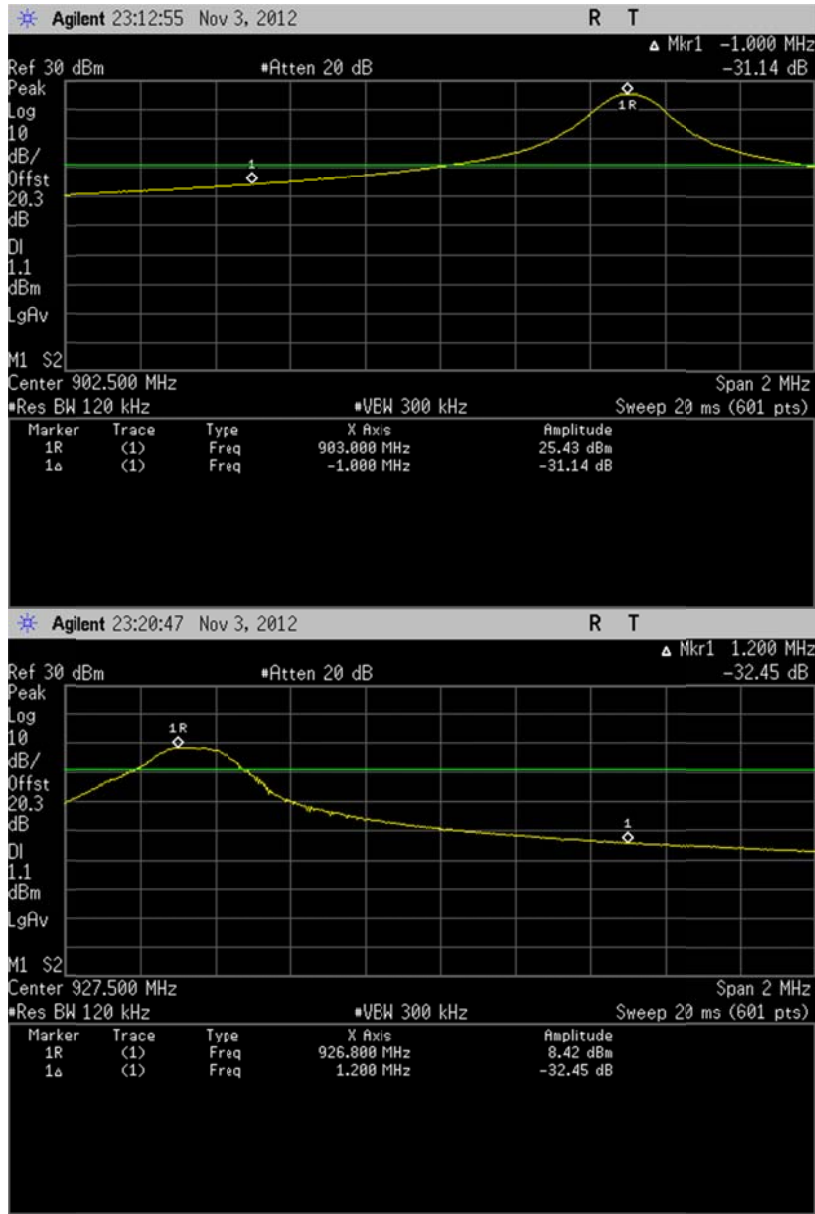 Agilent 23:12:55 Nov 3, 2012 R T
Δ Mkr1 -1.000 MHz
Ref 30 dBm #Atten 20 dB -31.14 dB
Peak
Log
10
dB/
Offst
20.3
dB
DI
1.1
dBm
LgAv
M1 S2
1
1R
Center 902.500 MHz Span 2 MHz
#Res BW 120 kHz #VBW 300 kHz Sweep 20 ms (601 pts)
Marker Trace Type X Axis Amplitude
1R (1) Freq 903.000 MHz 25.43 dBm
1Δ (1) Freq -1.000 MHz -31.14 dB
Agilent 23:20:47 Nov 3, 2012 R T
Δ Mkr1 1.200 MHz
Ref 30 dBm #Atten 20 dB -32.45 dB
Peak
Log
10
dB/
Offst
20.3
dB
DI
1.1
dBm
LgAv
M1 S2
1R
1
Center 927.500 MHz Span 2 MHz
#Res BW 120 kHz #VBW 300 kHz Sweep 20 ms (601 pts)
Marker Trace Type X Axis Amplitude
1R (1) Freq 926.800 MHz 8.42 dBm
1Δ (1) Freq 1.200 MHz -32.45 dB